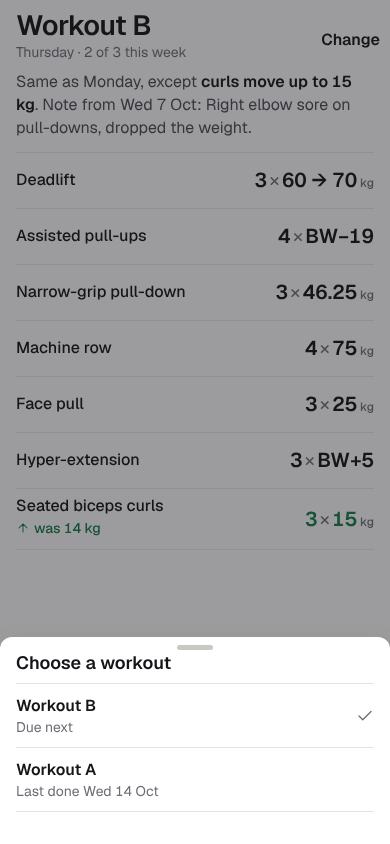 Workout B
Thursday · 2 of 3 this week
Change
Same as Monday, except curls move up to 15
kg. Note from Wed 7 Oct: Right elbow sore on
pull-downs, dropped the weight.
Deadlift
3×60 → 70 kg
Assisted pull-ups
4×BW−19
Narrow-grip pull-down
3×46.25 kg
Machine row
4×75 kg
Face pull
3×25 kg
Hyper-extension
3×BW+5
Seated biceps curls
↑ was 14 kg
3×15 kg
Choose a workout
Workout B
Due next
Workout A
Last done Wed 14 Oct